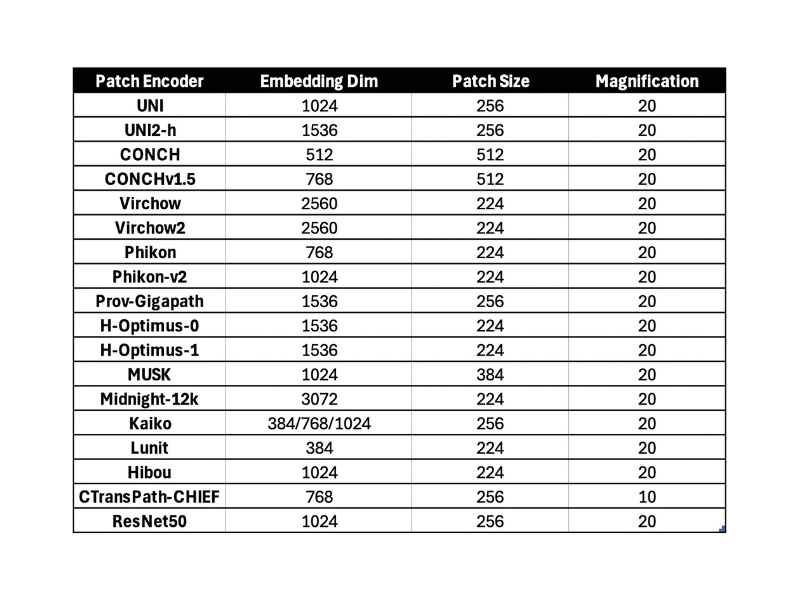 Patch Encoder Embedding Dim Patch Size Magnification
UNI 1024 256 20
UNI2-h 1536 256 20
CONCH 512 512 20
CONCHv1.5 768 512 20
Virchow 2560 224 20
Virchow2 2560 224 20
Phikon 768 224 20
Phikon-v2 1024 224 20
Prov-Gigapath 1536 256 20
H-Optimus-0 1536 224 20
H-Optimus-1 1536 224 20
MUSK 1024 384 20
Midnight-12k 3072 224 20
Kaiko 384/768/1024 256 20
Lunit 384 224 20
Hibou 1024 224 20
CTransPath-CHIEF 768 256 10
ResNet50 1024 256 20